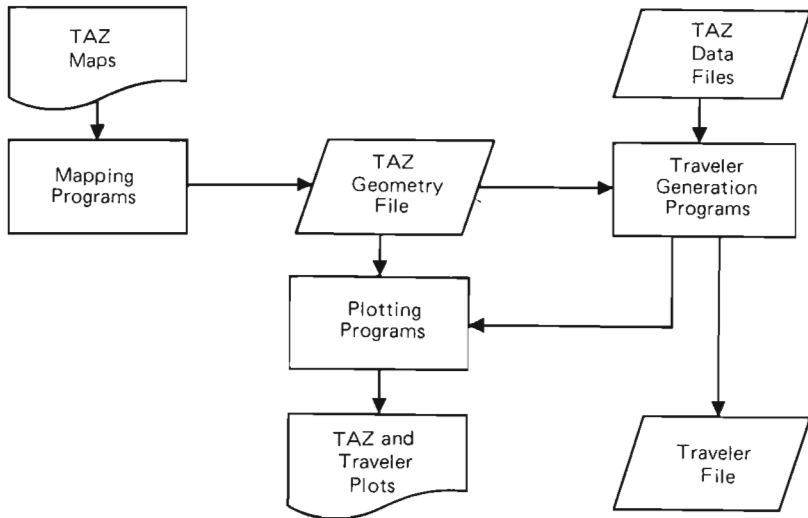 TAZ
Maps
TAZ
Data
Files
Mapping
Programs
TAZ
Geometry
File
Traveler
Generation
Programs
Plotting
Programs
TAZ and
Traveler
Plots
Traveler
File